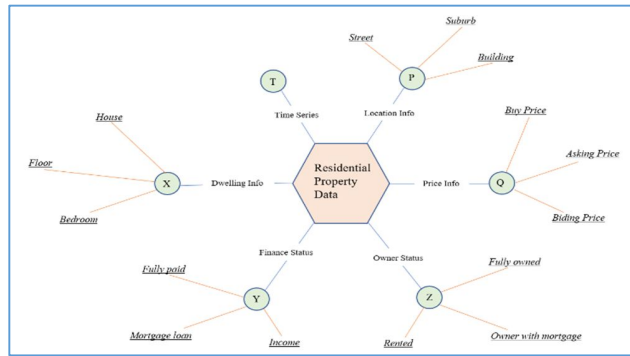 Suburb
Street
Building
P
T
Time Series
Location Info
House
Floor
X
Dwelling Info
Bedroom
Residential
Property
Data
Price Info
Q
Buy Price
Asking Price
Biding Price
Finance Status
Owner Status
Fully paid
Y
Mortgage loan
Income
Fully owned
Z
Rented
Owner with mortgage